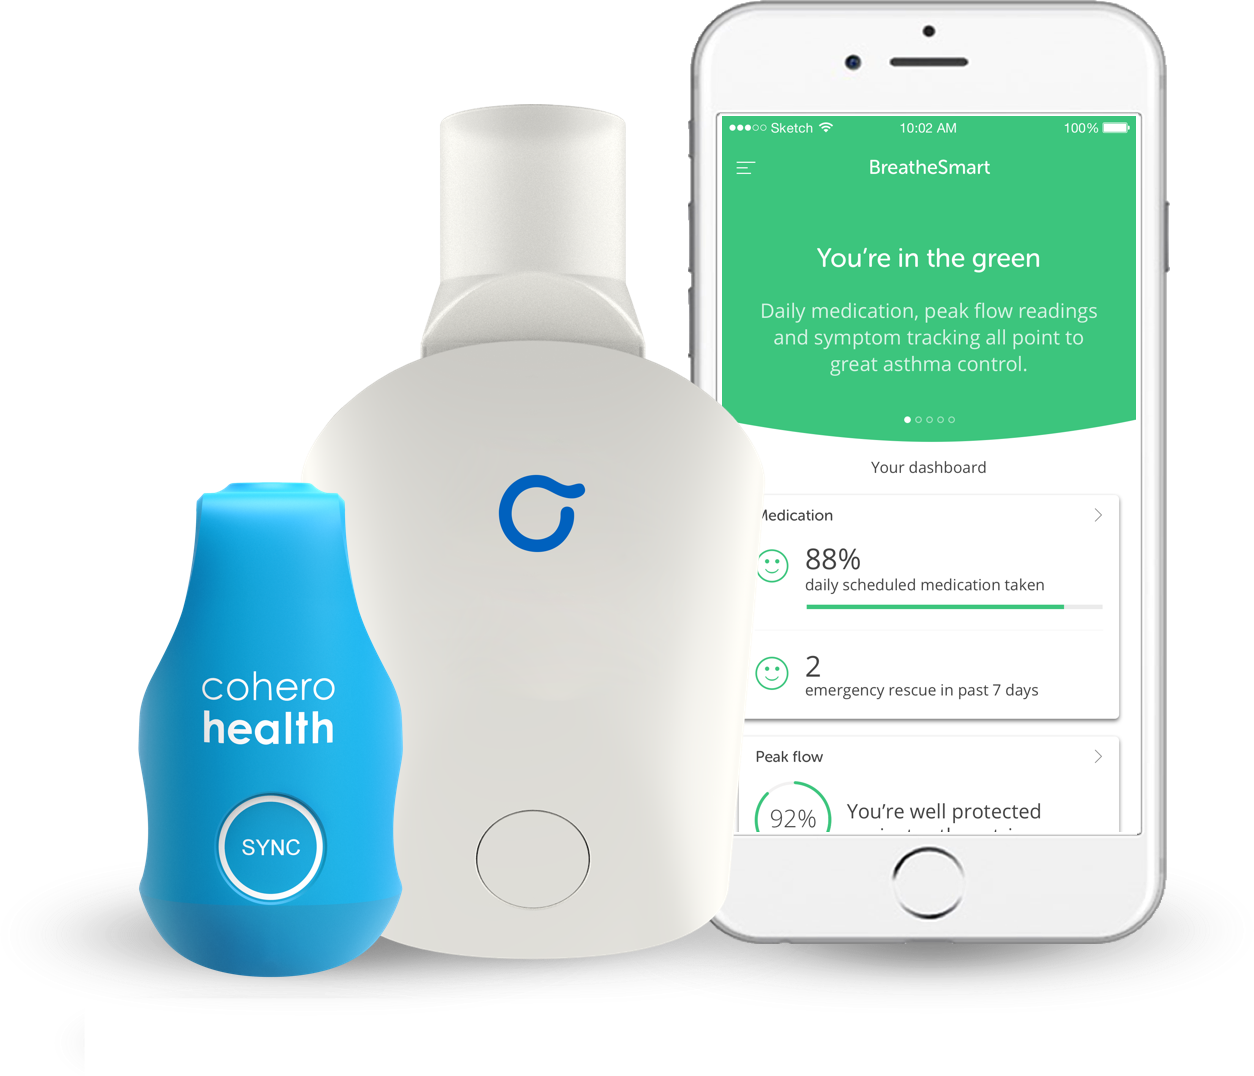 Sketch
10:02 AM
100%
BreatheSmart
You're in the green
Daily medication, peak flow readings
and symptom tracking all point to
great asthma control.
Your dashboard
Medication
88%
daily scheduled medication taken
2
emergency rescue in past 7 days
Peak flow
92%
You're well protected
cohero
health
SYNC